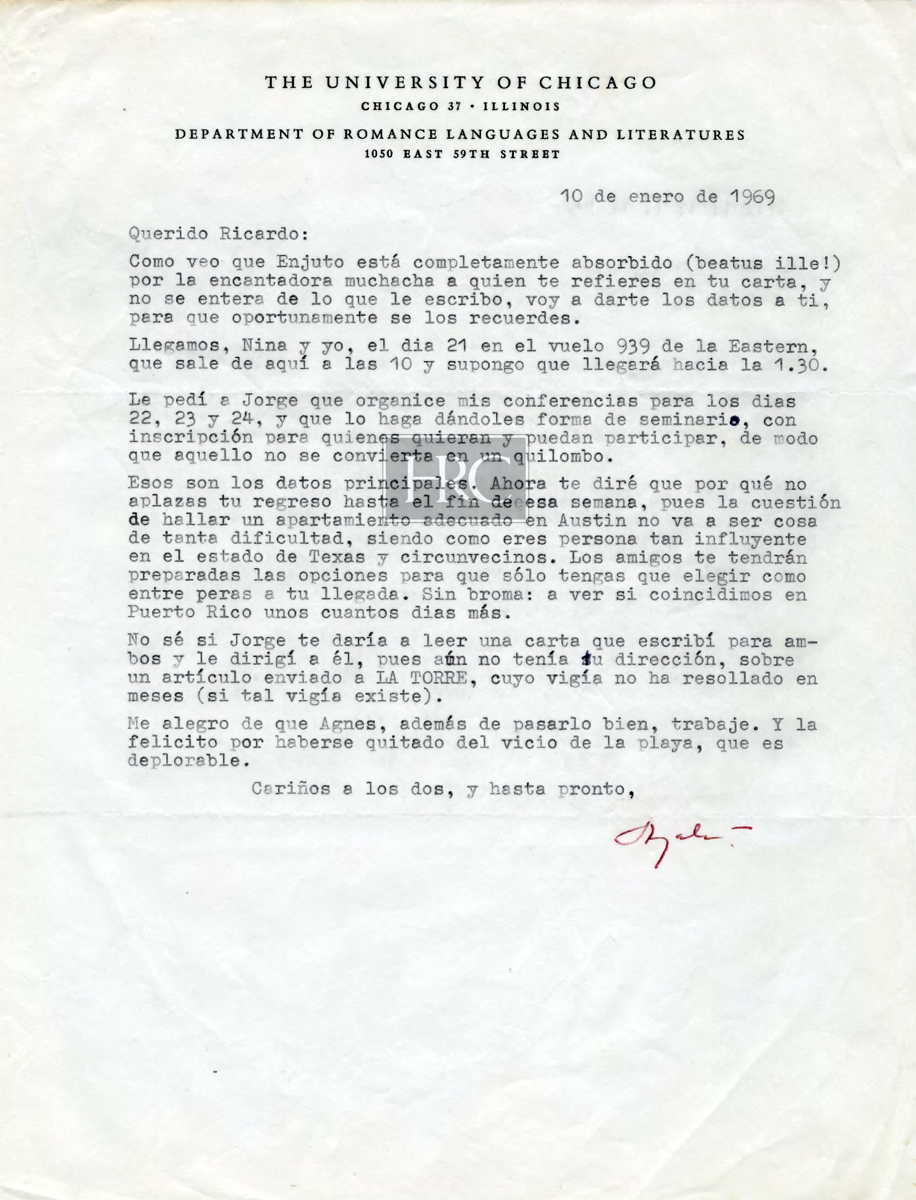 THE UNIVERSITY OF CHICAGO
CHICAGO 37 · ILLINOIS
DEPARTMENT OF ROMANCE LANGUAGES AND LITERATURES
1050 EAST 59TH STREET
10 de enero de 1969
Querido Ricardo:
Como veo que Enjuto está completamente absorbido (beatus ille!)
por la encantadora muchacha a quien te refieres en tu carta, y
no se entera de lo que le escribo, voy a darte los datos a ti,
para que oportunamente se los recuerdes.
Llegamos, Nina y yo, el dia 21 en el vuelo 939 de la Eastern,
que sale de aquí a las 10 y supongo que llegará hacia la 1.30.
Le pedí a Jorge que organice mis conferencias para los dias
22, 23 y 24, y que lo haga dándoles forma de seminario, con
inscripción para quienes quieran y puedan participar, de modo
que aquello no se convierta en un quilombo.
Esos son los datos principales. Ahora te diré que por qué no
aplazas tu regreso hasta el fin de esa semana, pues la cuestión
de hallar un apartamiento adecuado en Austin no va a ser cosa
de tanta dificultad, siendo como eres persona tan influyente
en el estado de Texas y circunvecinos. Los amigos te tendrán
preparadas las opciones para que sólo tengas que elegir como
entre peras a tu llegada. Sin broma: a ver si coincidimos en
Puerto Rico unos cuantos dias más.
No sé si Jorge te daría a leer una carta que escribí para am-
bos y le dirigí a él, pues aún no tenía tu dirección, sobre
un artículo enviado a LA TORRE, cuyo vigía no ha resollado en
meses (si tal vigía existe).
Me alegro de que Agnes, además de pasarlo bien, trabaje. Y la
felicito por haberse quitado del vicio de la playa, que es
deplorable.
Cariños a los dos, y hasta pronto,
Ayala
HRC